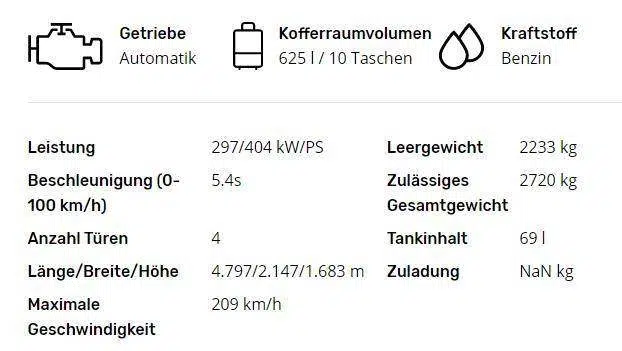 Getriebe
Automatik
Kofferraumvolumen
625 l / 10 Taschen
Kraftstoff
Benzin
Leistung 297/404 kW/PS
Beschleunigung (0-
100 km/h) 5.4s
Anzahl Türen 4
Länge/Breite/Höhe 4.797/2.147/1.683 m
Maximale
Geschwindigkeit 209 km/h
Leergewicht 2233 kg
Zulässiges
Gesamtgewicht 2720 kg
Tankinhalt 69 l
Zuladung NaN kg